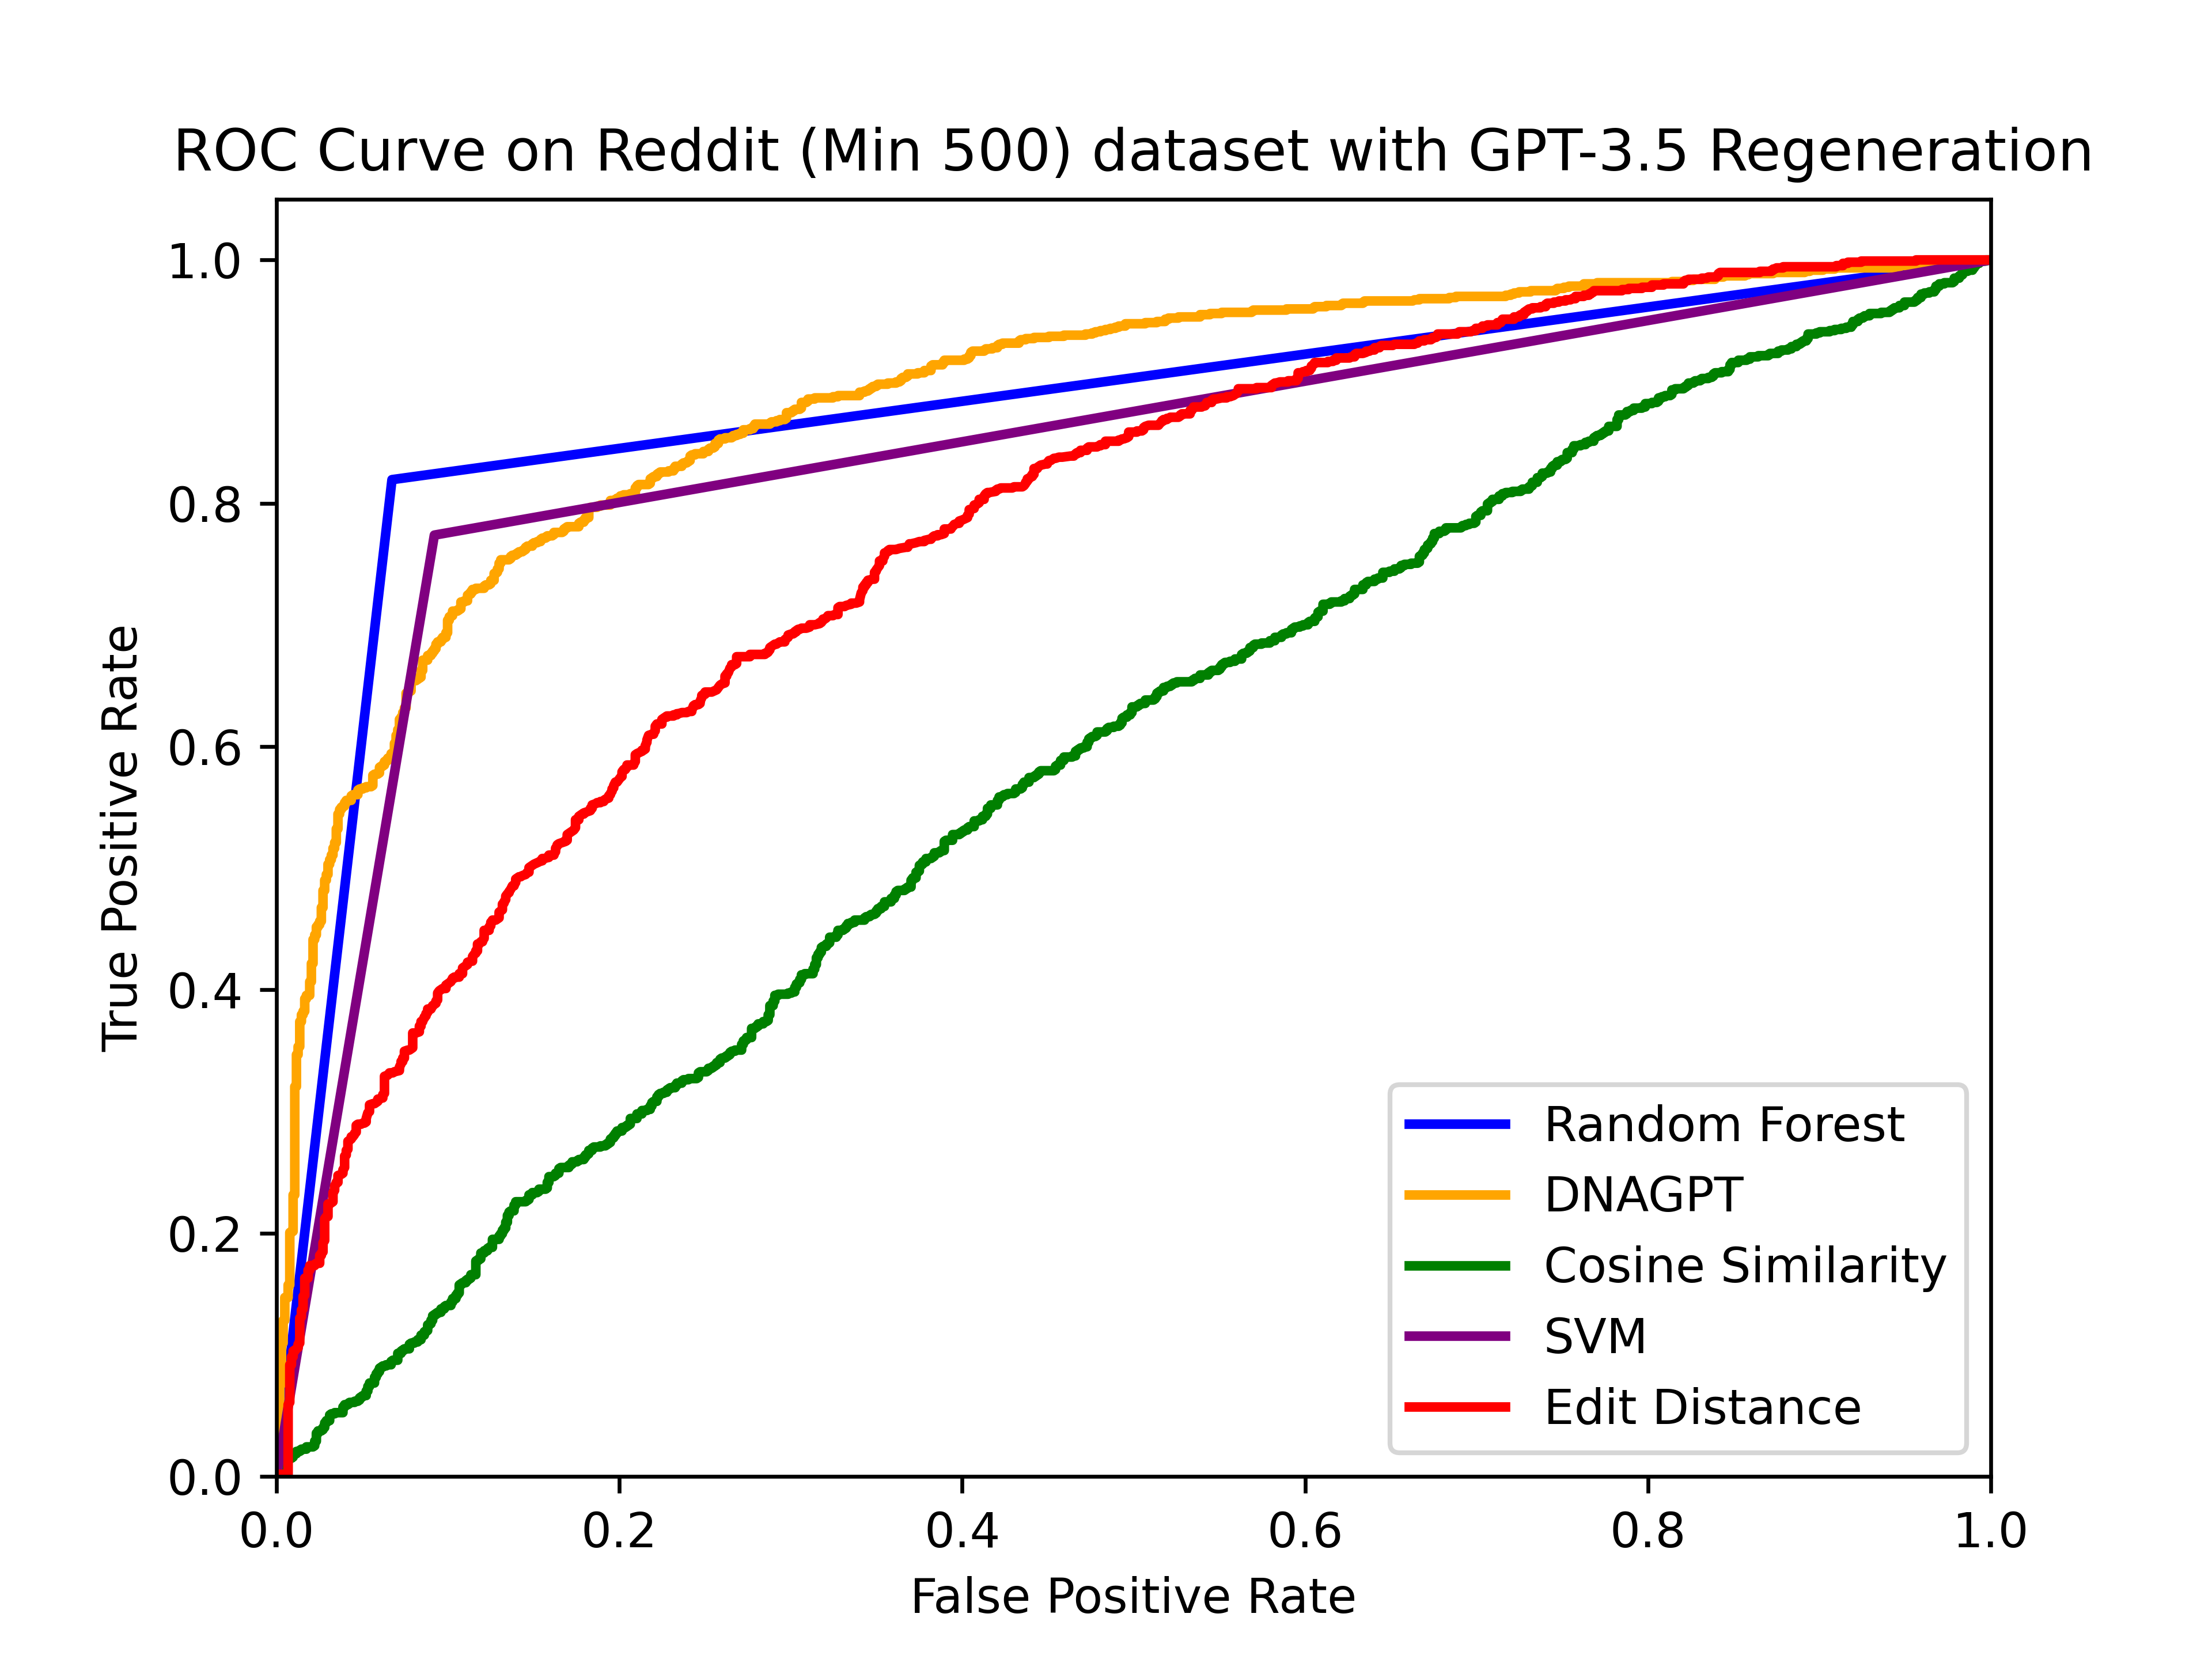 ROC Curve on Reddit (Min 500) dataset with GPT-3.5 Regeneration
True Positive Rate
1.0
0.8
0.6
0.4
0.2
0.0
0.0 0.2 0.4 0.6 0.8 1.0
False Positive Rate
Random Forest
DNAGPT
Cosine Similarity
SVM
Edit Distance